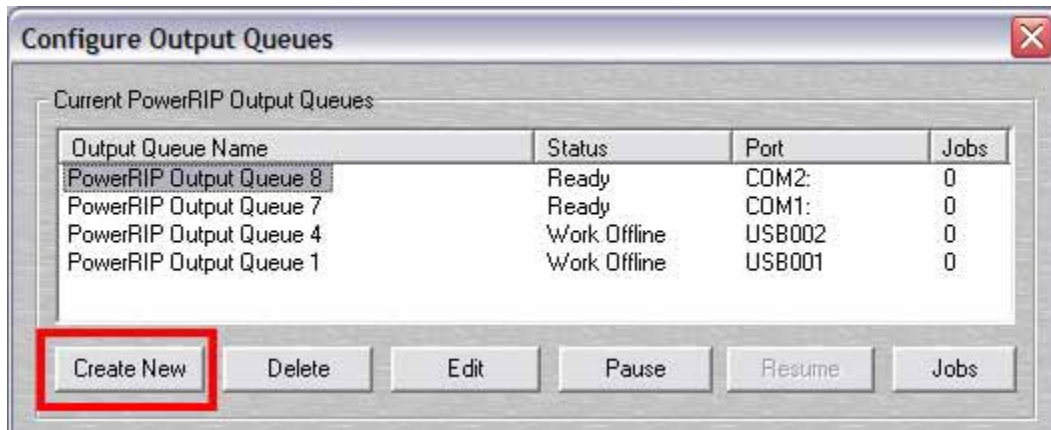 Configure Output Queues
Current PowerRIP Output Queues
Output Queue Name Status Port Jobs
PowerRIP Output Queue 8 Ready COM2: 0
PowerRIP Output Queue 7 Ready COM1: 0
PowerRIP Output Queue 4 Work Offline USB002 0
PowerRIP Output Queue 1 Work Offline USB001 0
Create New Delete Edit Pause Resume Jobs